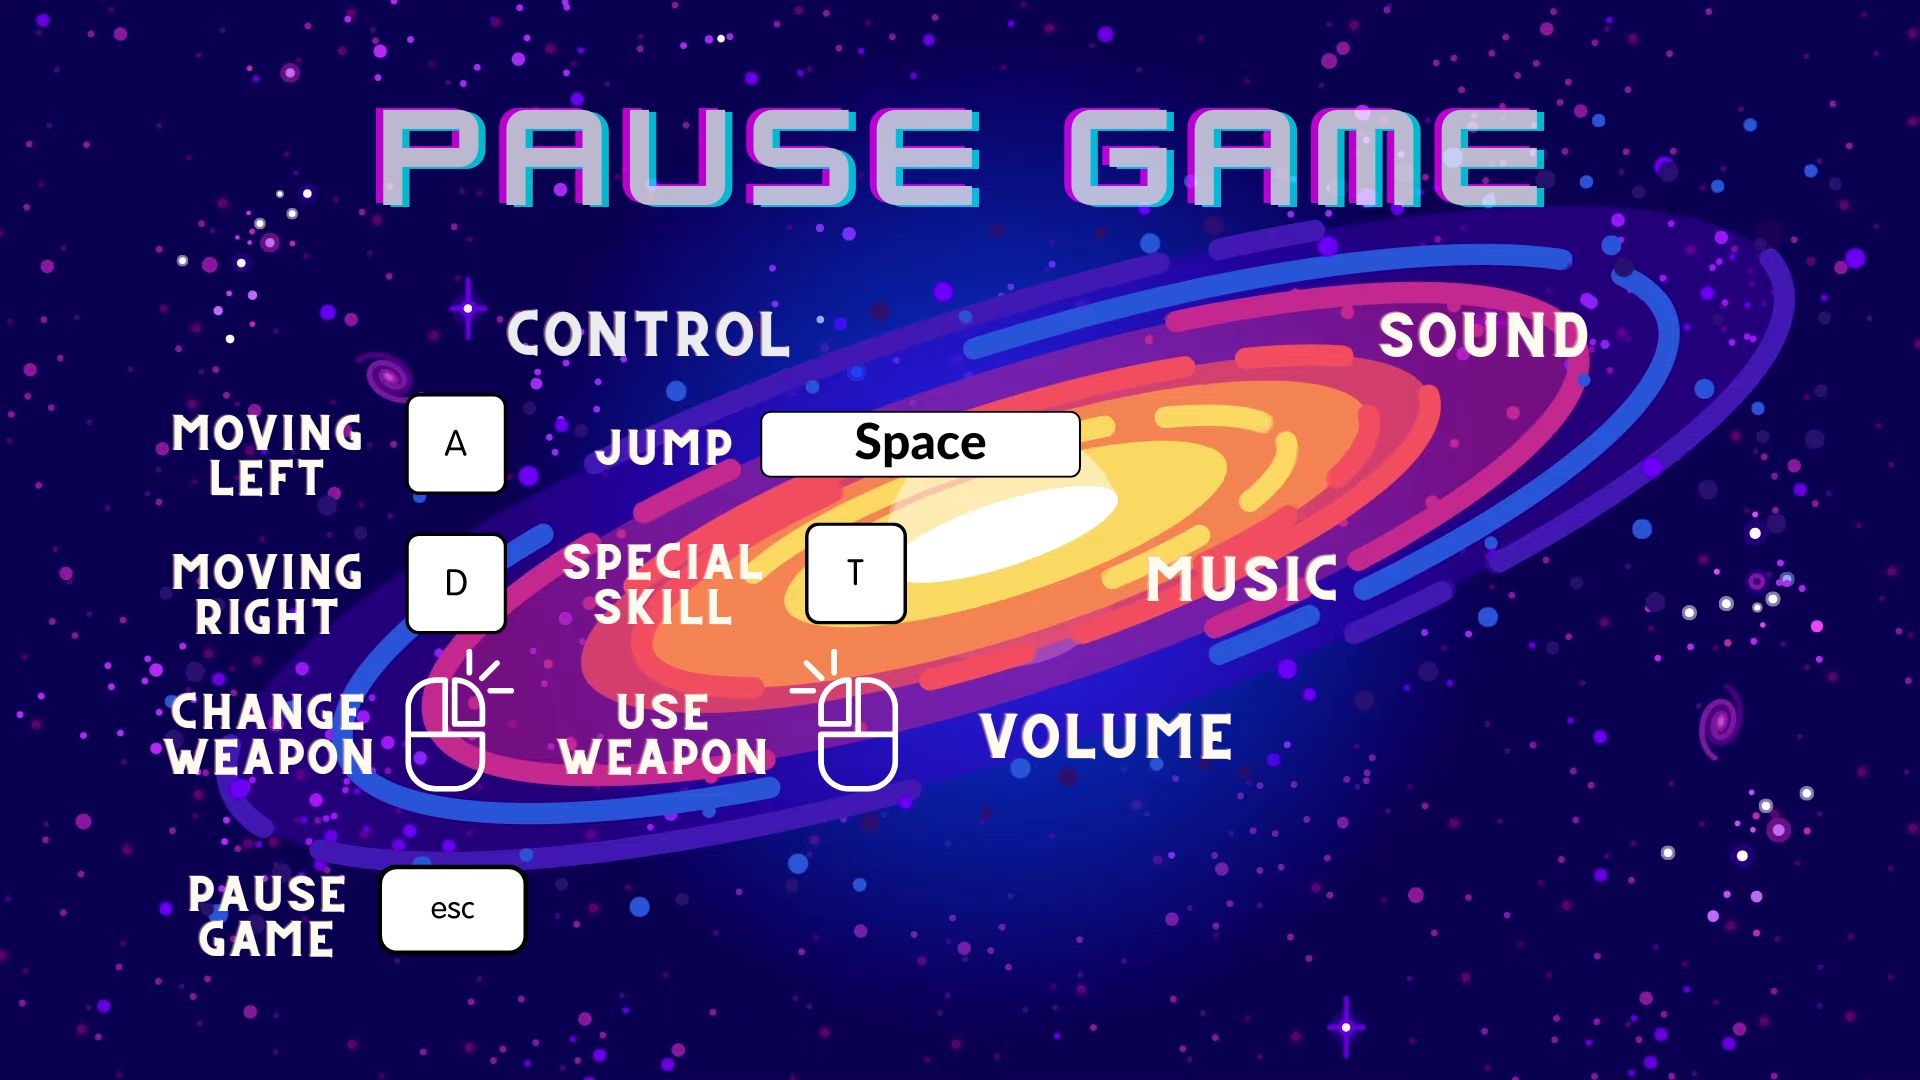 PAUSE GAME
CONTROL
SOUND
MOVING
LEFT
A
JUMP
Space
MOVING
RIGHT
D
SPECIAL
SKILL
T
MUSIC
CHANGE
WEAPON
USE
WEAPON
VOLUME
PAUSE
GAME
esc